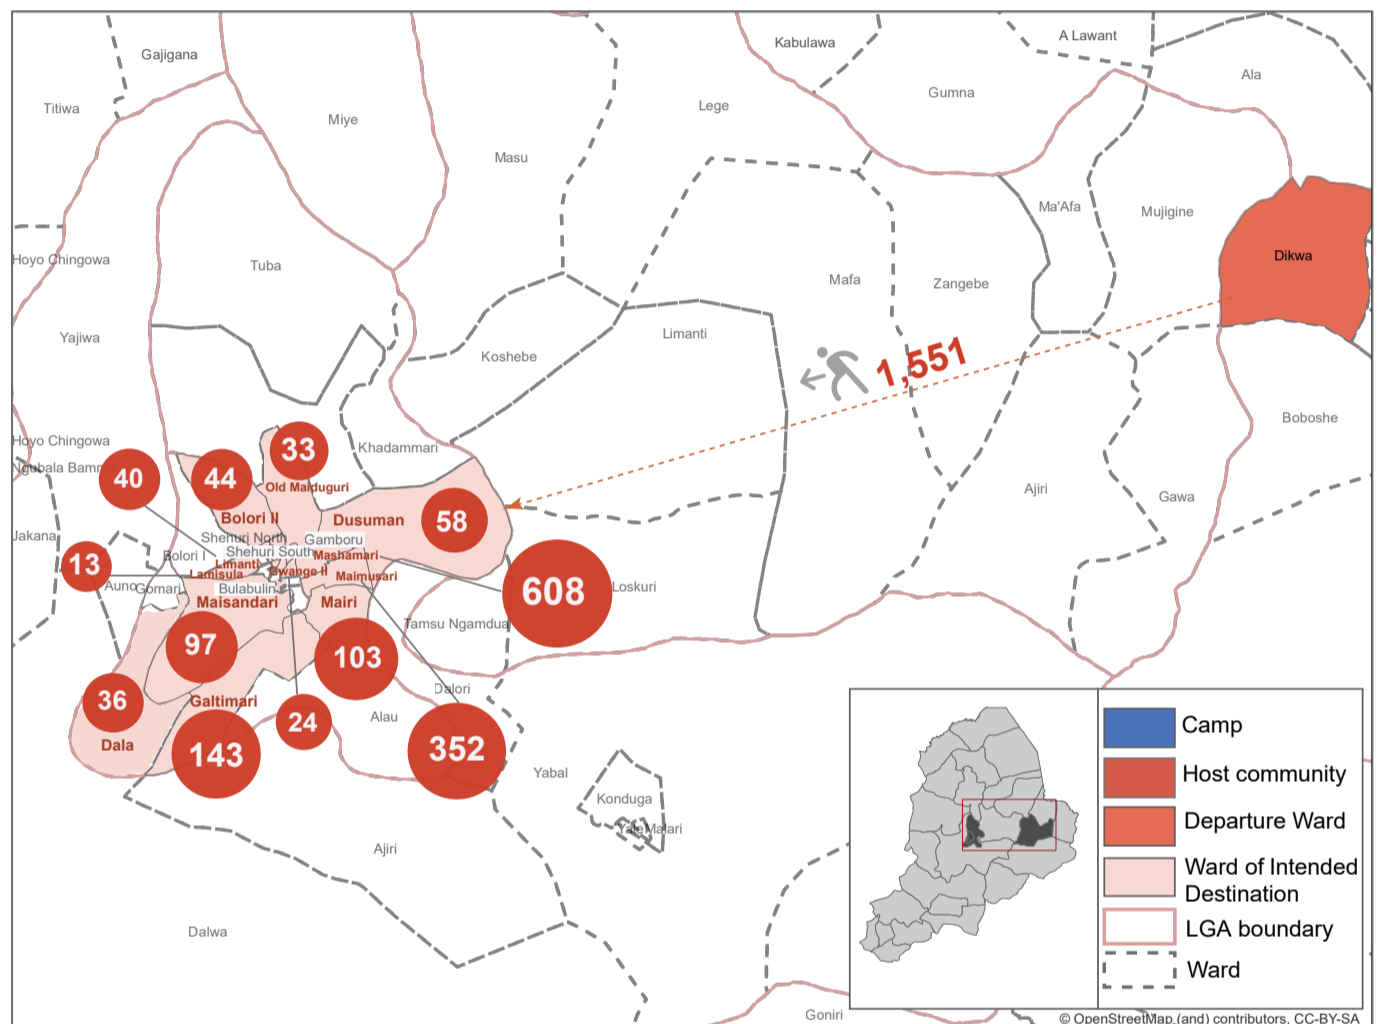 Gajigana
Kabulawa
A Lawant
Ala
Titiwa
Miye
Lege
Gumna
Masu
Ma'Afa
Mujigine
Hoyo Chingowa
Tuba
Mafa
Zangebe
Dikwa
Yajiwa
Koshebe
Limanti
1,551
Boboshe
Hoyo Chingowa
Khadammari
33
40
44
Old Maiduguri
Ajiri
Gawa
Bolori II
Dusuman
58
Jakana
Shehuri North
Gamboru
Bolori I
Shehuri South
Mashamari
13
Limanti
Lamisula
Gwange II
Maimusari
Auno
Gomari
Bulabulin
608
Loskuri
Maisandari
Mairi
Tamsu Ngamdua
97
103
36
Galtimari
Dalori
24
Alau
Dala
143
352
Yabal
Konduga
Yale
Malari
Ajiri
Dalwa
Goniri
Camp
Host community
Departure Ward
Ward of Intended
Destination
LGA boundary
Ward
© OpenStreetMap (and) contributors, CC-BY-SA